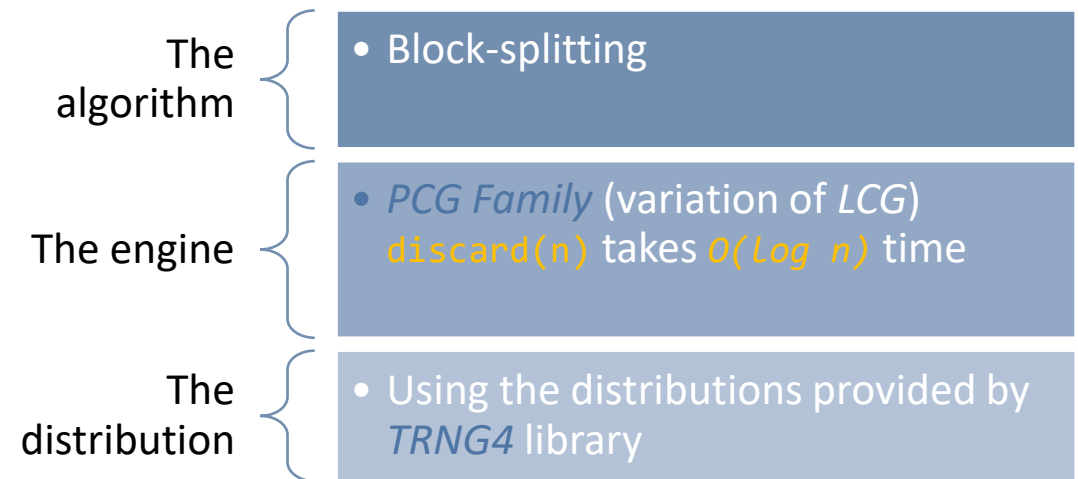 The
algorithm
• Block-splitting
The engine
• PCG Family (variation of LCG)
discard(n) takes O(log n) time
The
distribution
• Using the distributions provided by
TRNG4 library